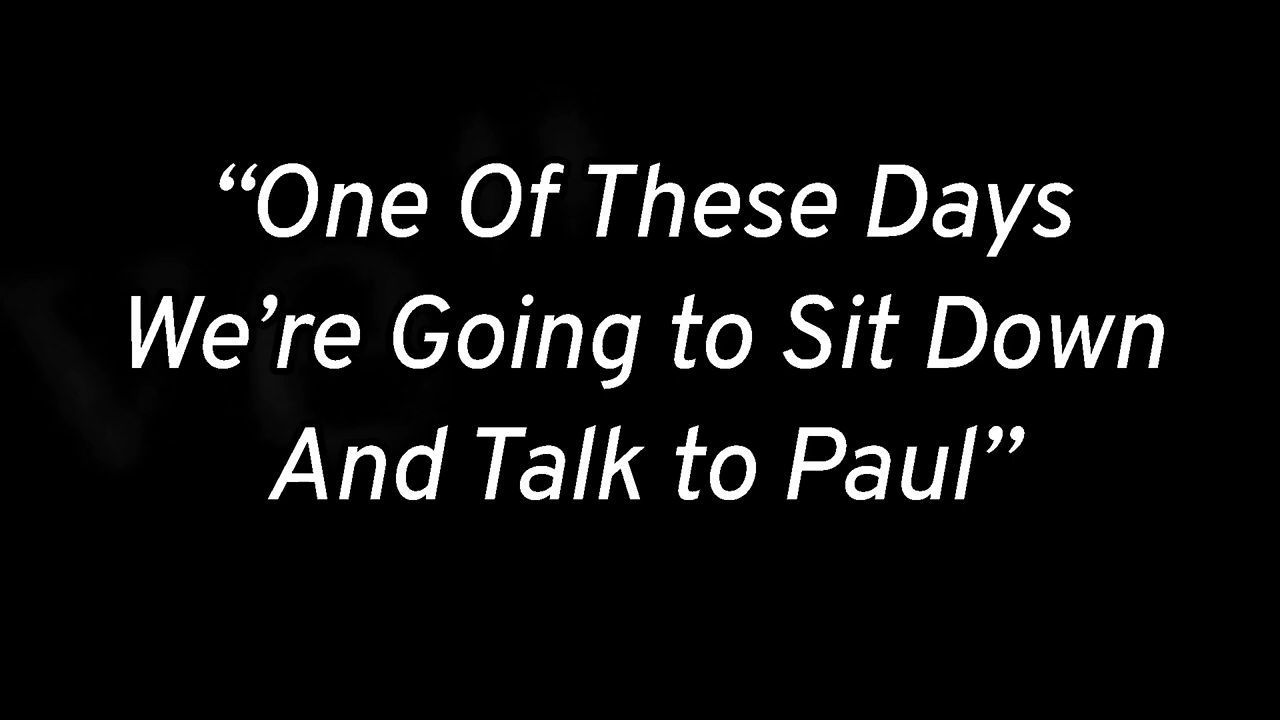 “One Of These Days
We’re Going to Sit Down
And Talk to Paul”